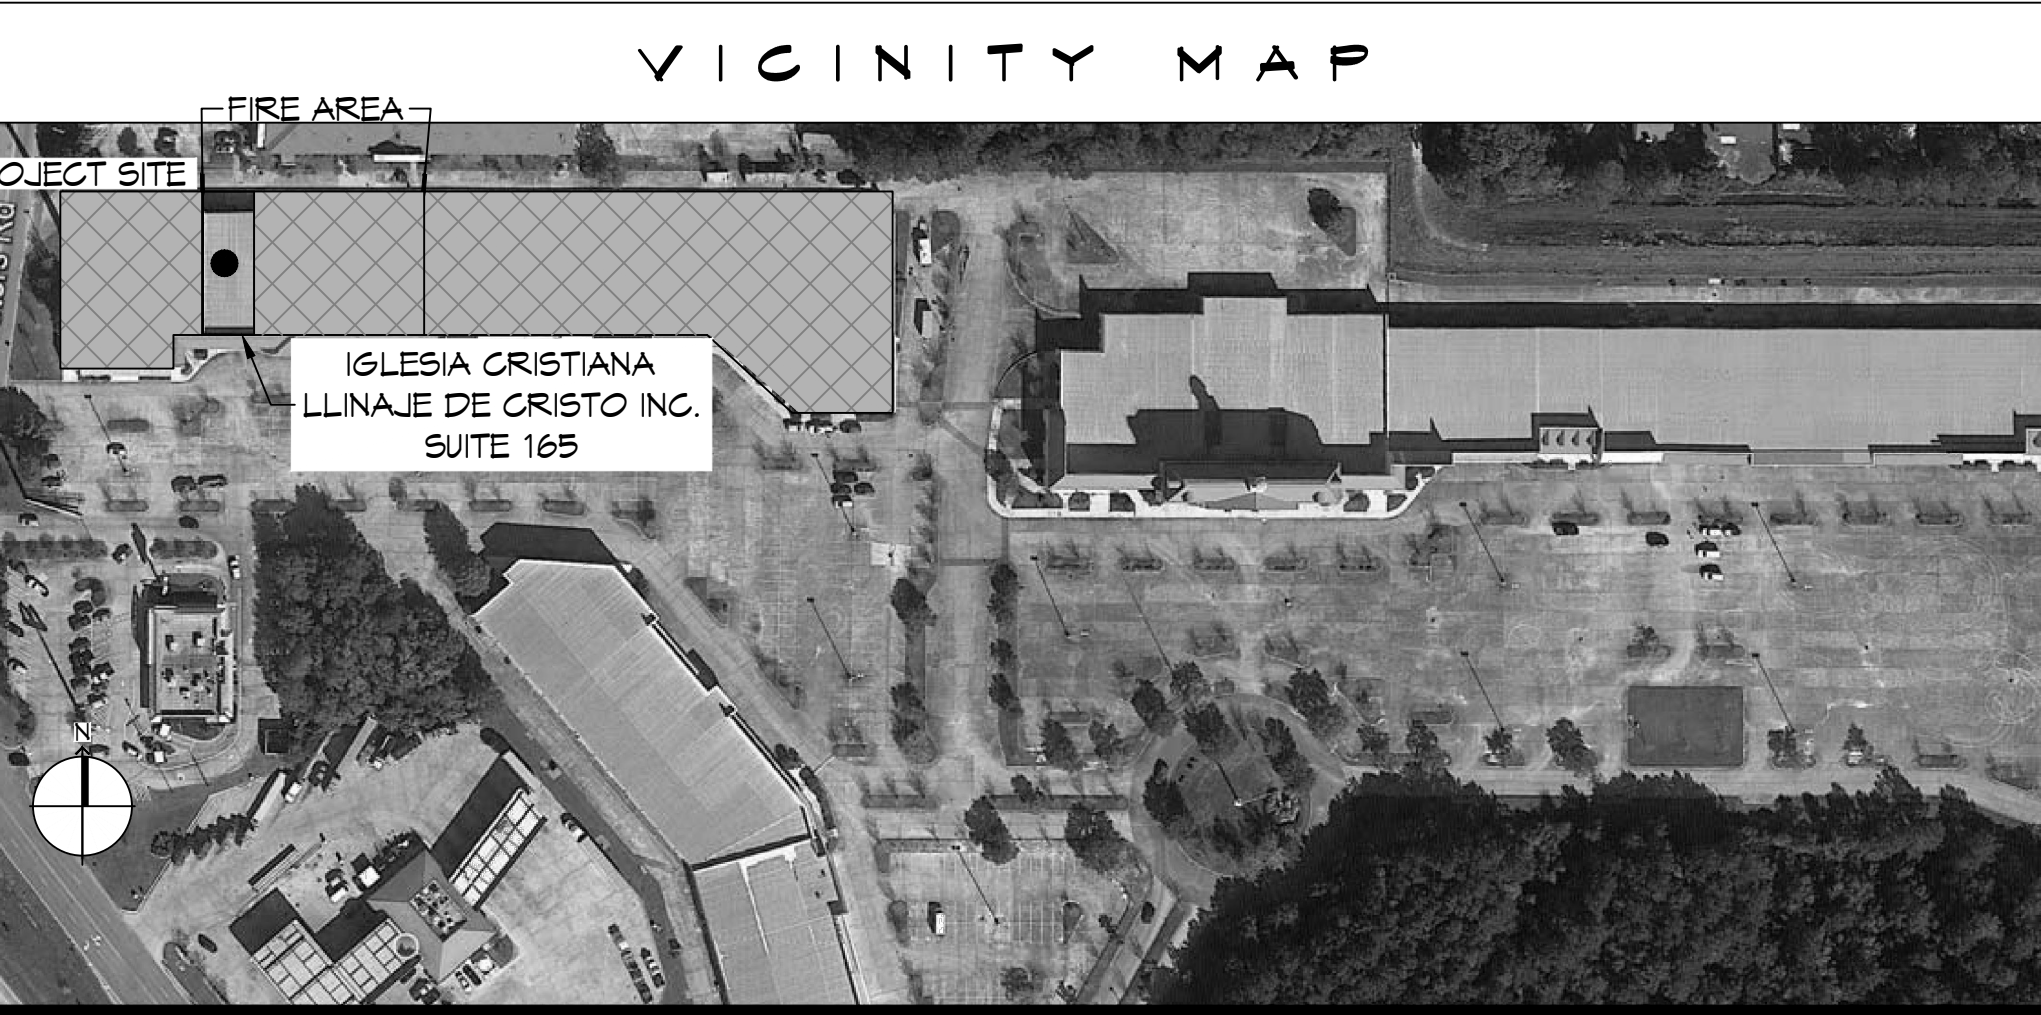 VICINITY MAP
FIRE AREA
OJECT SITE
IGLESIA CRISTIANA
LLINAJE DE CRISTO INC.
SUITE 165
N